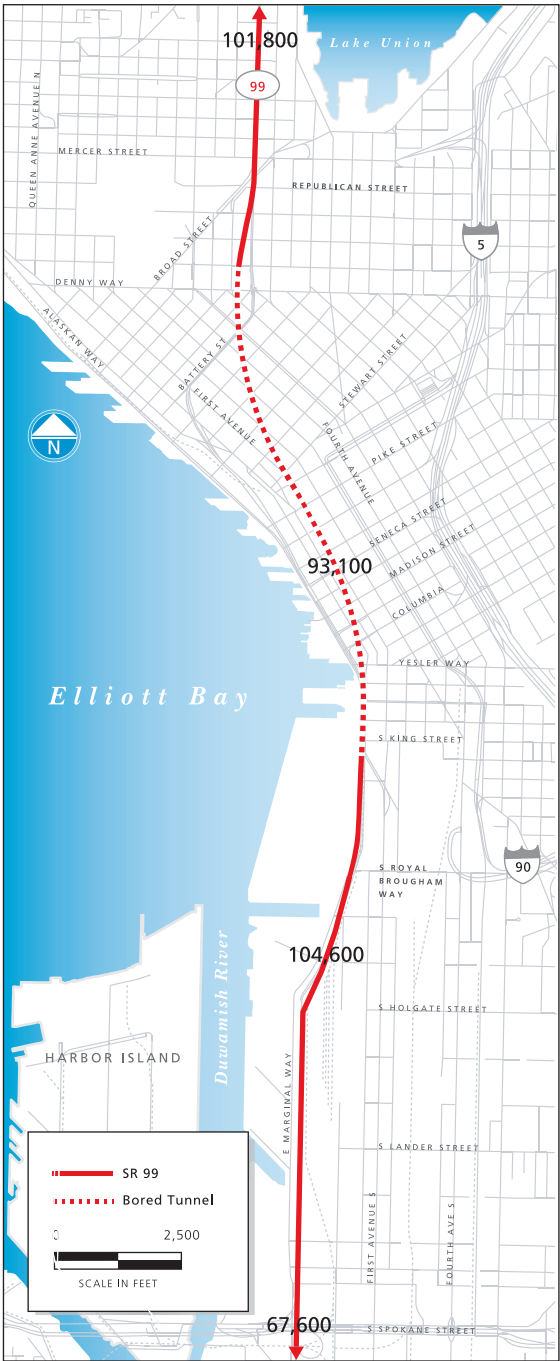 101,800
Lake Union
99
QUEEN ANNE AVENUE N
MERCER STREET
REPUBLICAN STREET
5
BROAD STREET
DENNY WAY
ALASKAN WAY
BATTERY ST
STEWART STREET
FIRST AVENUE
FOURTH AVENUE
PIKE STREET
N
SENECA STREET
MADISON STREET
93,100
COLUMBIA
YESLER WAY
Elliott Bay
S KING STREET
S ROYAL
BROUGHAM
WAY
90
104,600
Duwamish River
S HOLGATE STREET
HARBOR ISLAND
E MARGINAL WAY
S LANDER STREET
SR 99
Bored Tunnel
0 2,500
SCALE IN FEET
FIRST AVENUE S
FOURTH AVE S
67,600
S SPOKANE STREET